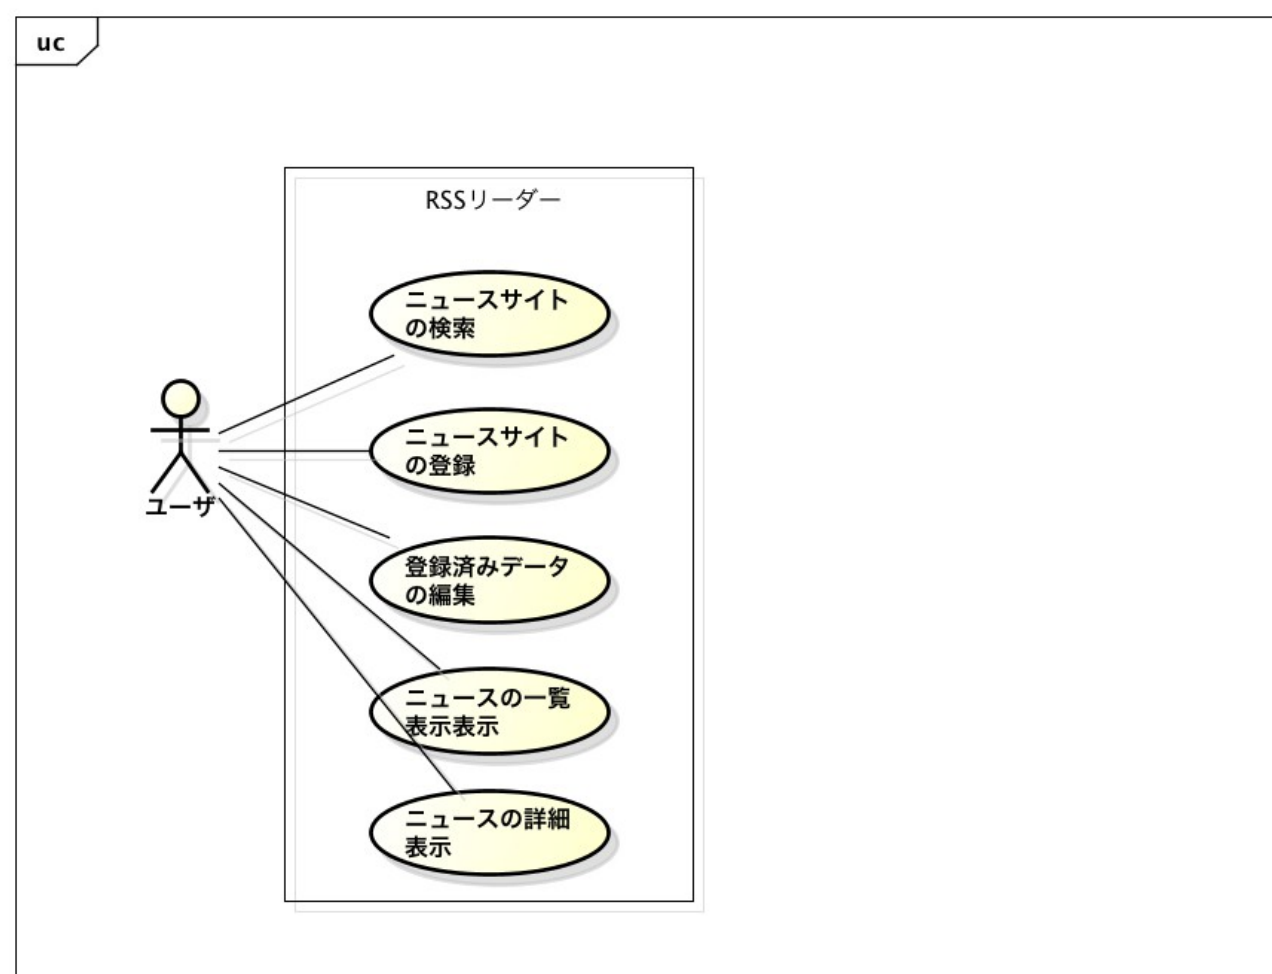 uc
RSSリーダー
ニュースサイト
の検索
ニュースサイト
の登録
ユーザ
登録済みデータ
の編集
ニュースの一覧
表示表示
ニュースの詳細
表示